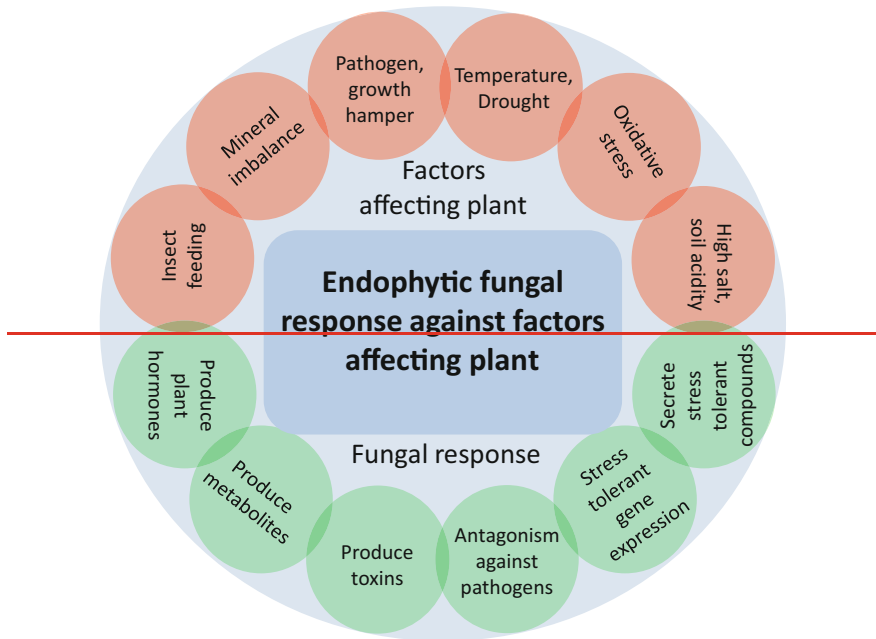 Pathogen,
growth
hamper
Temperature,
Drought
Mineral
imbalance
Oxidative
stress
Factors
affecting plant
Insect
feeding
High salt,
soil acidity
Endophytic fungal
response against factors
affecting plant
Produce
plant
hormones
Secrete
stress
tolerant
compounds
Fungal response
Produce
metabolites
Stress
tolerant
gene
expression
Produce
toxins
Antagonism
against
pathogens